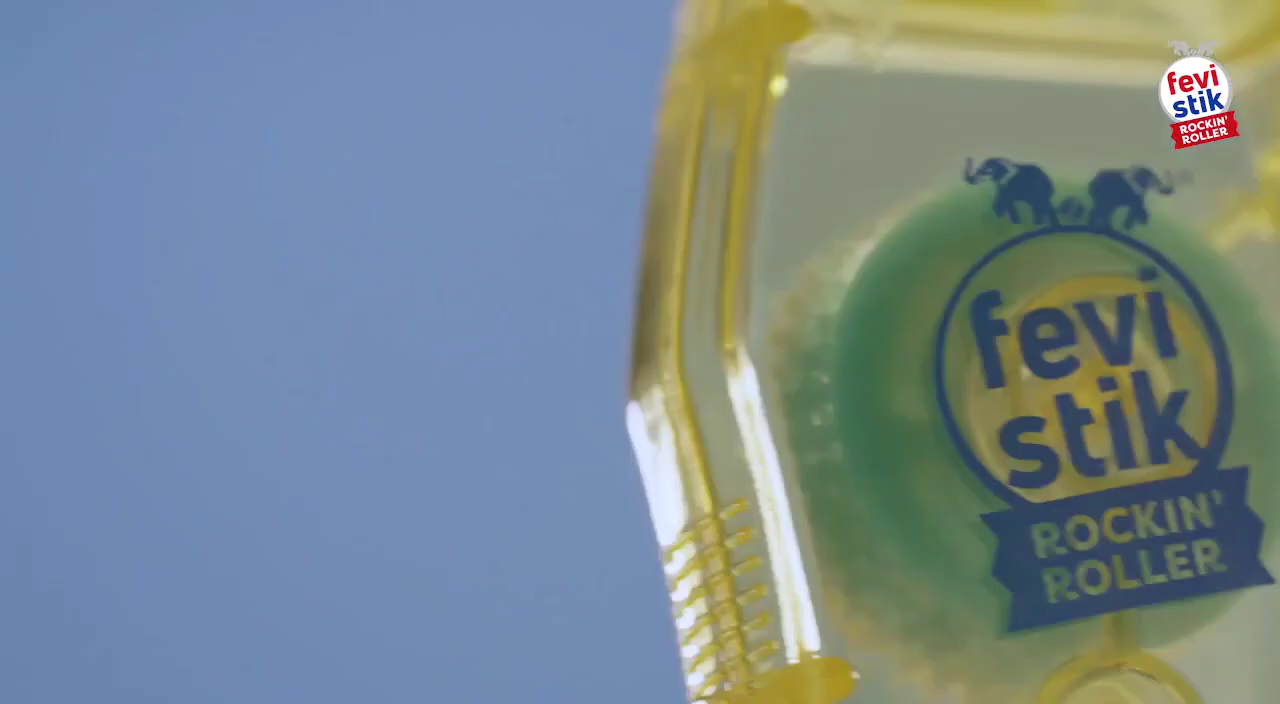 fevi
stik
ROCKIN'
ROLLER
fevi
stik
ROCKIN'
ROLLER